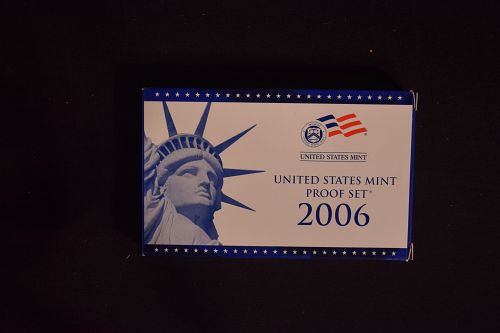 UNITED STATES MINT
UNITED STATES MINT
PROOF SET®
2006